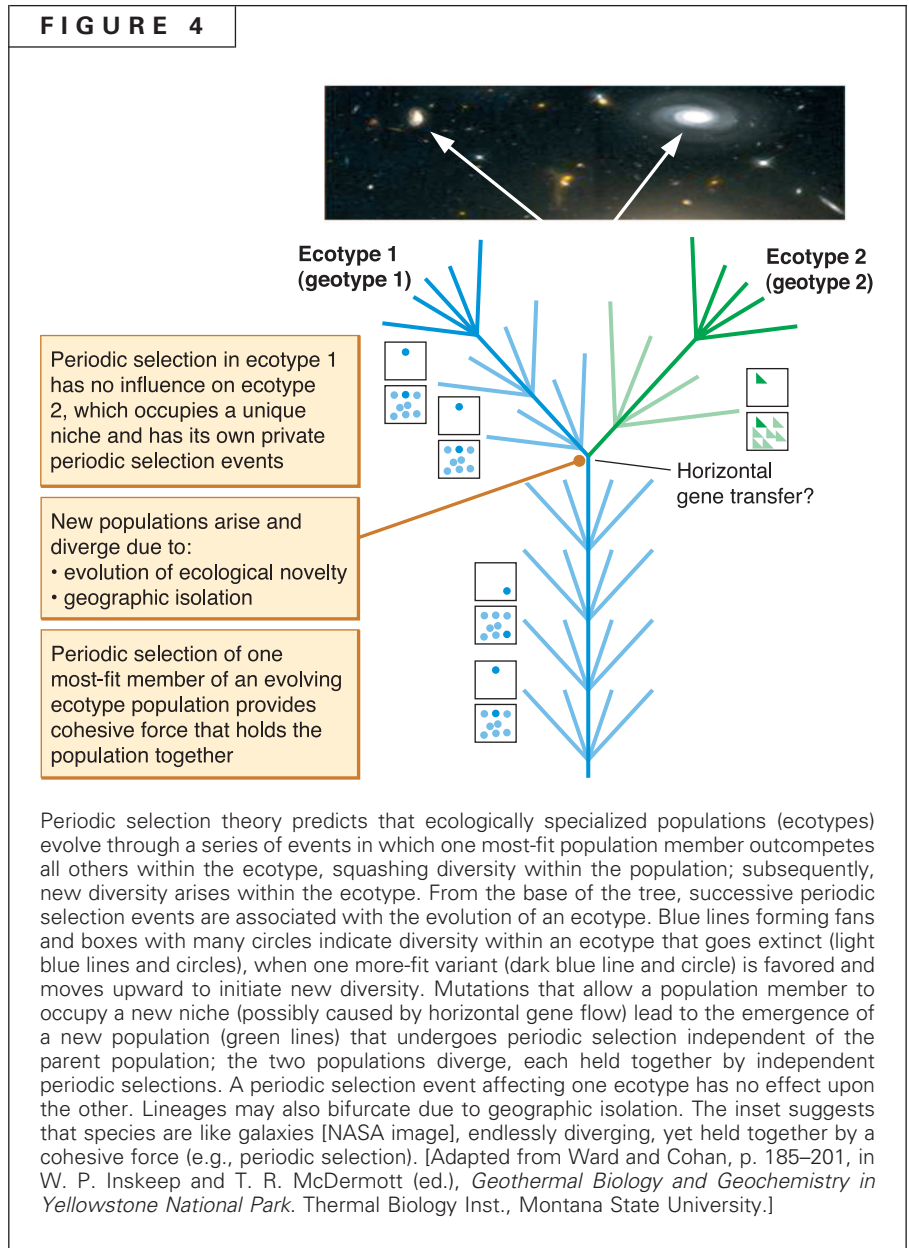 FIGURE 4
Ecotype 1
(geotype 1)
Ecotype 2
(geotype 2)
Periodic selection in ecotype 1
has no influence on ecotype
2, which occupies a unique
niche and has its own private
periodic selection events
Horizontal
gene transfer?
New populations arise and
diverge due to:
• evolution of ecological novelty
• geographic isolation
Periodic selection of one
most-fit member of an evolving
ecotype population provides
cohesive force that holds the
population together
Periodic selection theory predicts that ecologically specialized populations (ecotypes)
evolve through a series of events in which one most-fit population member outcompetes
all others within the ecotype, squashing diversity within the population; subsequently,
new diversity arises within the ecotype. From the base of the tree, successive periodic
selection events are associated with the evolution of an ecotype. Blue lines forming fans
and boxes with many circles indicate diversity within an ecotype that goes extinct (light
blue lines and circles), when one more-fit variant (dark blue line and circle) is favored and
moves upward to initiate new diversity. Mutations that allow a population member to
occupy a new niche (possibly caused by horizontal gene flow) lead to the emergence of
a new population (green lines) that undergoes periodic selection independent of the
parent population; the two populations diverge, each held together by independent
periodic selections. A periodic selection event affecting one ecotype has no effect upon
the other. Lineages may also bifurcate due to geographic isolation. The inset suggests
that species are like galaxies [NASA image], endlessly diverging, yet held together by a
cohesive force (e.g., periodic selection). [Adapted from Ward and Cohan, p. 185–201, in
W. P. Inskeep and T. R. McDermott (ed.), Geothermal Biology and Geochemistry in
Yellowstone National Park. Thermal Biology Inst., Montana State University.]